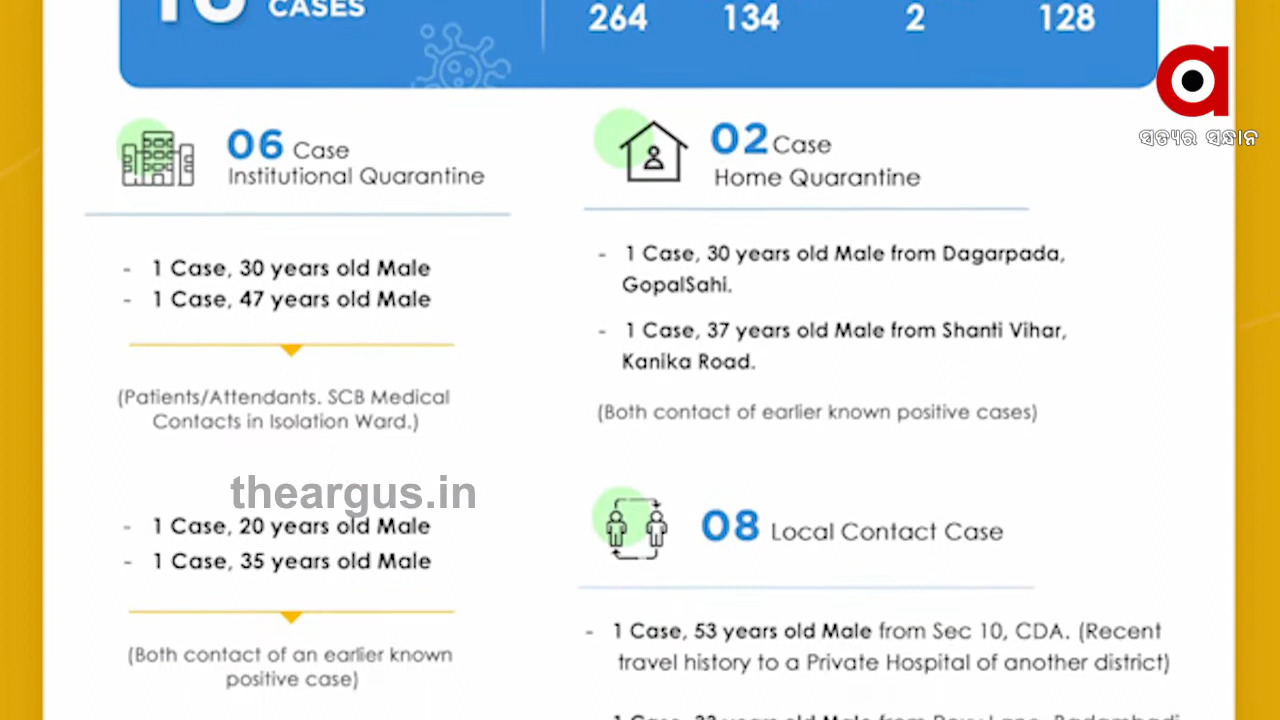 CASES
264 134 2 128
ସତ୍ୟର ସନ୍ଧାନ
06 Case
Institutional Quarantine
- 1 Case, 30 years old Male
- 1 Case, 47 years old Male
(Patients/Attendants. SCB Medical
Contacts in Isolation Ward.)
theargus.in
- 1 Case, 20 years old Male
- 1 Case, 35 years old Male
(Both contact of an earlier known
positive case)
02 Case
Home Quarantine
- 1 Case, 30 years old Male from Dagarpada,
GopalSahi.
- 1 Case, 37 years old Male from Shanti Vihar,
Kanika Road.
(Both contact of earlier known positive cases)
08 Local Contact Case
- 1 Case, 53 years old Male from Sec 10, CDA. (Recent
travel history to a Private Hospital of another district)